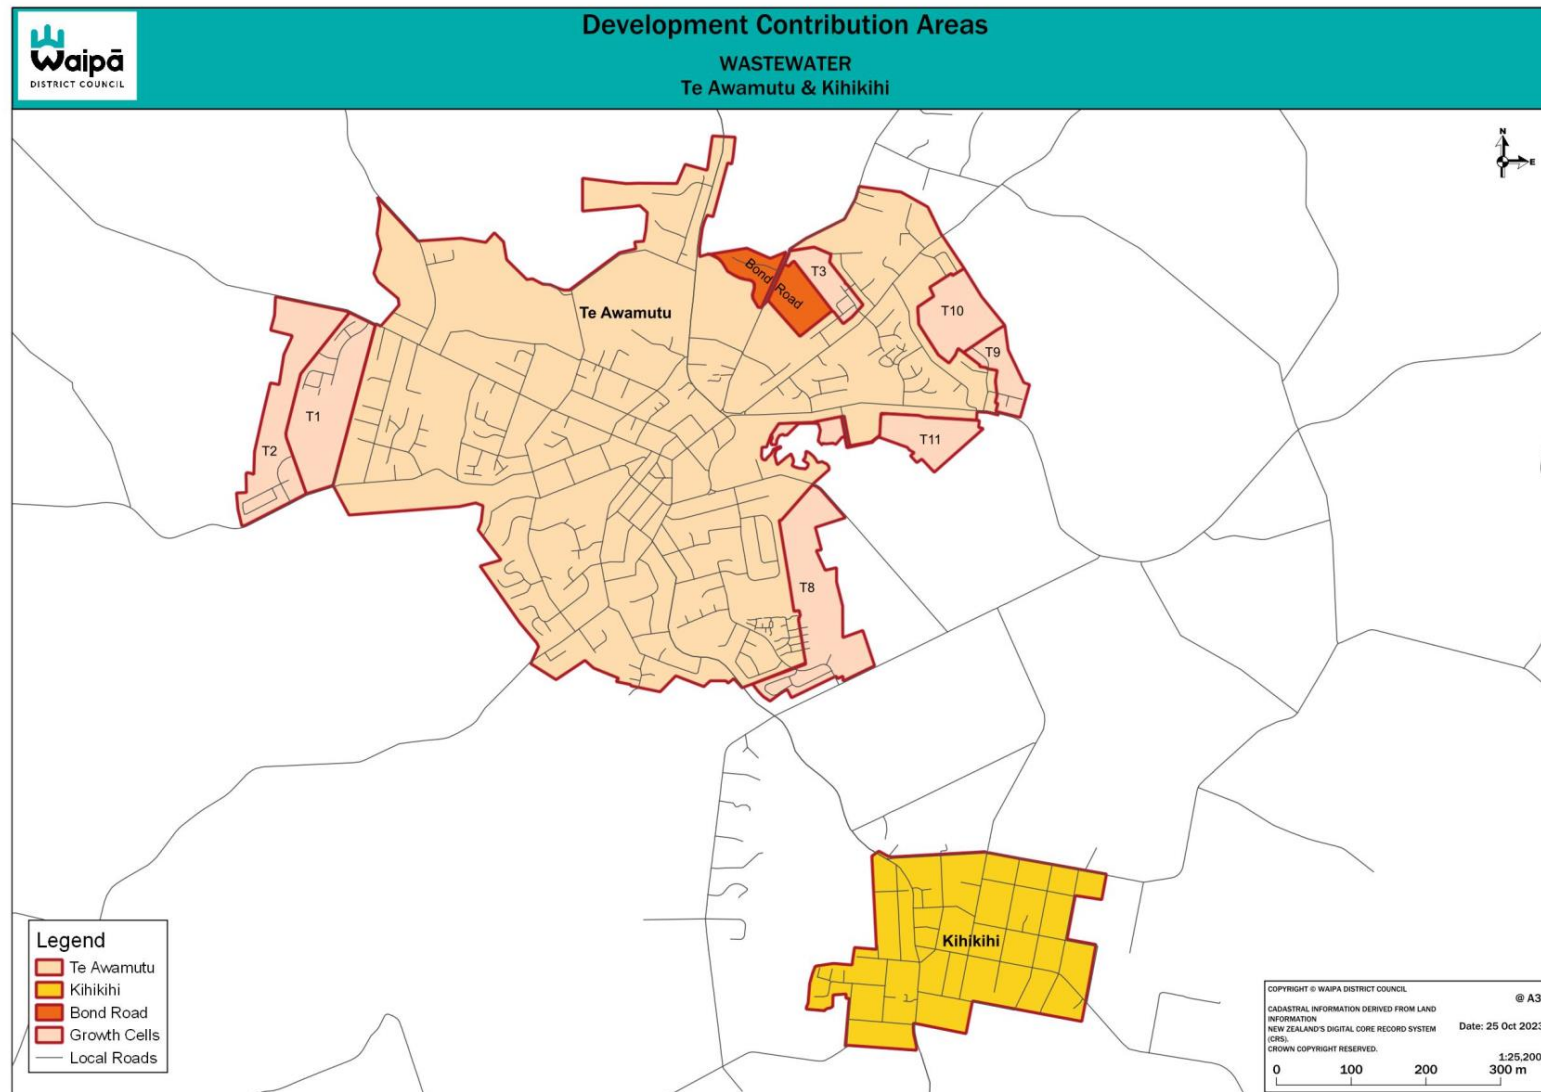 Waipā
DISTRICT COUNCIL
Development Contribution Areas
WASTEWATER
Te Awamutu & Kihikihi
N
E
Bond Road
T3
Te Awamutu
T10
T9
T1
T11
T2
T8
Kihikihi
Legend
Te Awamutu
Kihikihi
Bond Road
Growth Cells
Local Roads
COPYRIGHT © WAIPA DISTRICT COUNCIL
@ A3
CADASTRAL INFORMATION DERIVED FROM LAND
INFORMATION
NEW ZEALAND'S DIGITAL CORE RECORD SYSTEM
(CRS).
CROWN COPYRIGHT RESERVED.
Date: 25 Oct 2023
1:25,200
0 100 200 300 m